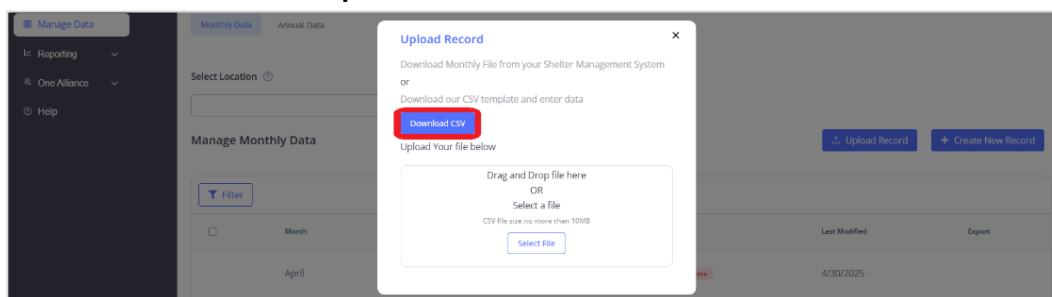 Manage Data
Reporting
One Alliance
Help
Monthly Data Annual Data
Select Location
Manage Monthly Data
Upload Record
Create New Record
Filter
Month
Last Modified
Export
April
4/30/2025
Upload Record
Download Monthly File from your Shelter Management System
or
Download our CSV template and enter data
Download CSV
Upload Your file below
Drag and Drop file here
OR
Select a file
CSV file size no more than 10MB
Select File